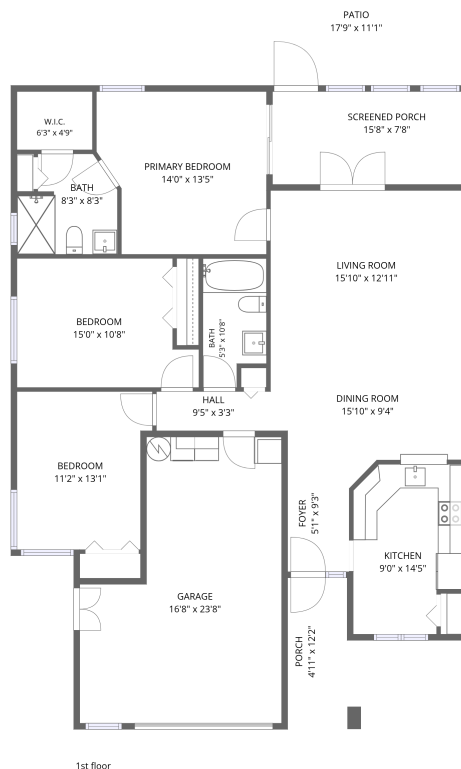 PATIO
17'9" x 11'1"
SCREENED PORCH
15'8" x 7'8"
W.I.C.
6'3" x 4'9"
PRIMARY BEDROOM
14'0" x 13'5"
BATH
8'3" x 8'3"
LIVING ROOM
15'10" x 12'11"
BEDROOM
15'0" x 10'8"
BATH
5'3" x 10'8"
HALL
9'5" x 3'3"
DINING ROOM
15'10" x 9'4"
BEDROOM
11'2" x 13'1"
FOYER
5'1" x 9'3"
KITCHEN
9'0" x 14'5"
GARAGE
16'8" x 23'8"
PORCH
4'11" x 12'2"
1st floor